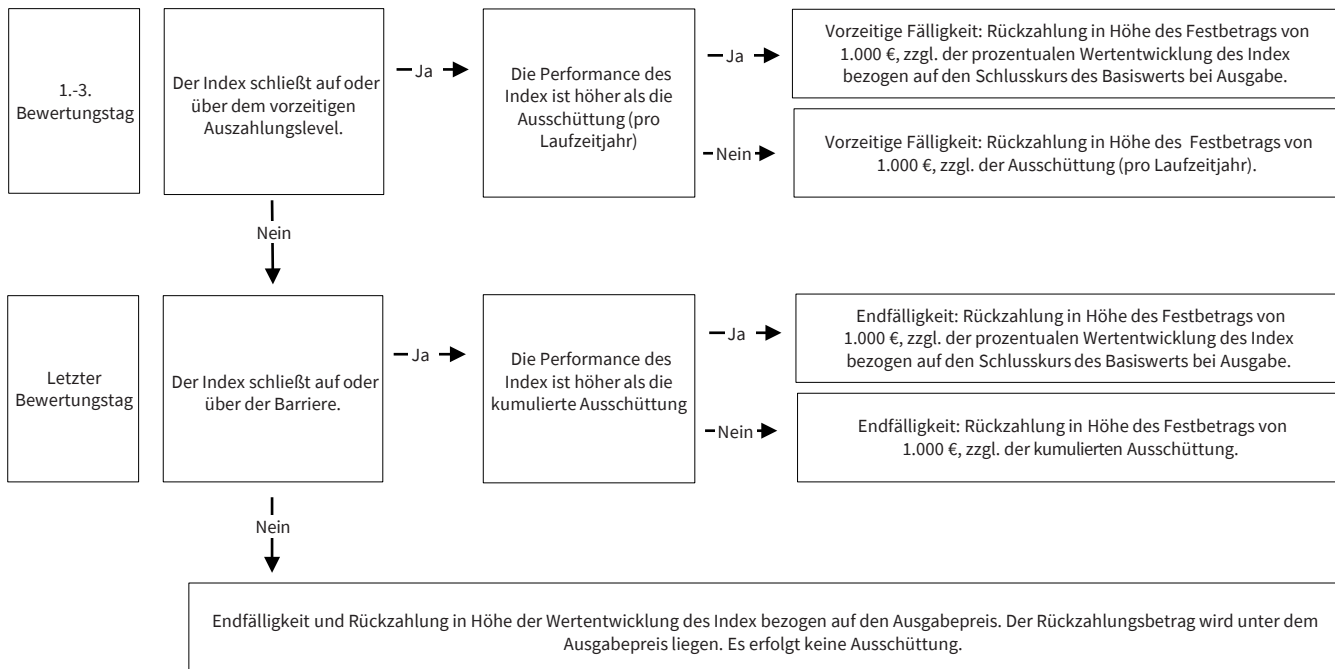 1.-3.
Bewertungstag
Der Index schließt auf oder
über dem vorzeitigen
Auszahlungslevel.
Ja
Die Performance des
Index ist höher als die
Ausschüttung (pro
Laufzeitjahr)
Ja
Vorzeitige Fälligkeit: Rückzahlung in Höhe des Festbetrags von
1.000 €, zzgl. der prozentualen Wertentwicklung des Index
bezogen auf den Schlusskurs des Basiswerts bei Ausgabe.
Nein
Vorzeitige Fälligkeit: Rückzahlung in Höhe des Festbetrags von
1.000 €, zzgl. der Ausschüttung (pro Laufzeitjahr).
Nein
Letzter
Bewertungstag
Der Index schließt auf oder
über der Barriere.
Ja
Die Performance des
Index ist höher als die
kumulierte Ausschüttung
Ja
Endfälligkeit: Rückzahlung in Höhe des Festbetrags von
1.000 €, zzgl. der prozentualen Wertentwicklung des Index
bezogen auf den Schlusskurs des Basiswerts bei Ausgabe.
Nein
Endfälligkeit: Rückzahlung in Höhe des Festbetrags von
1.000 €, zzgl. der kumulierten Ausschüttung.
Nein
Endfälligkeit und Rückzahlung in Höhe der Wertentwicklung des Index bezogen auf den Ausgabepreis. Der Rückzahlungsbetrag wird unter dem
Ausgabepreis liegen. Es erfolgt keine Ausschüttung.